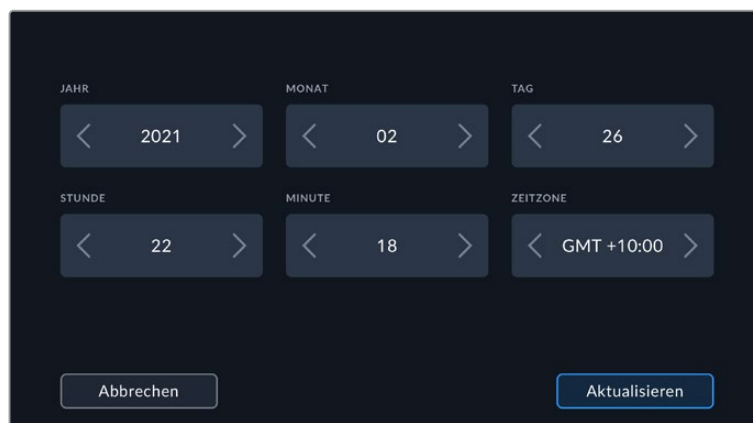 JAHR MONAT TAG
2021 02 26
STUNDE MINUTE ZEITZONE
22 18 GMT +10:00
Abbrechen Aktualisieren